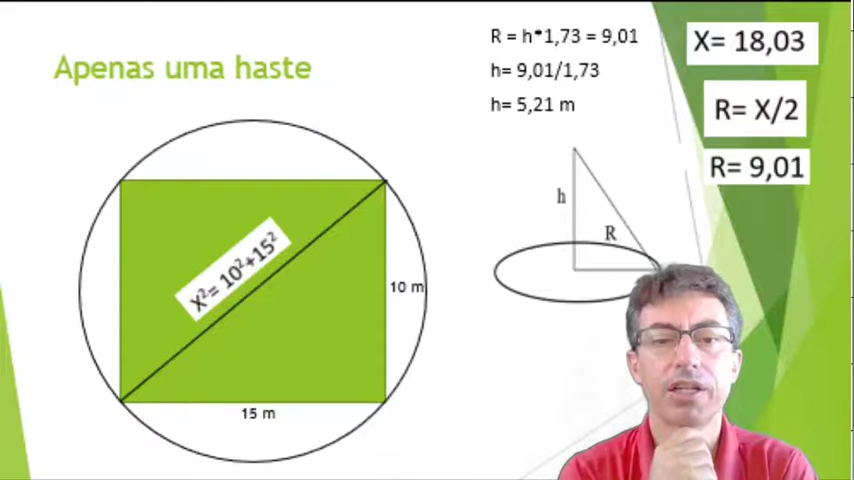 Apenas uma haste
R = h*1,73 = 9,01
h= 9,01/1,73
h= 5,21 m
X= 18,03
R= X/2
R= 9,01
X²= 10²+15²
10 m
15 m
h
R